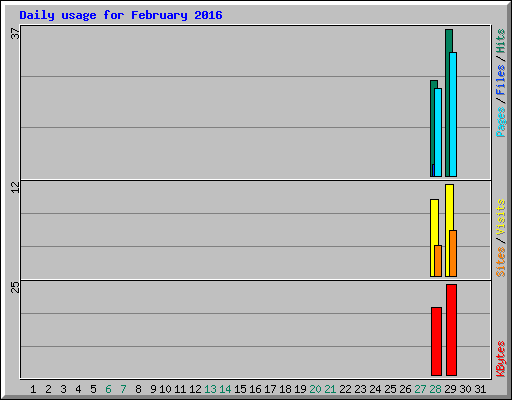 Daily usage for February 2016
37
Pages / Files / Hits
12
Sites / Visits
25
KBytes
1 2 3 4 5 6 7 8 9 10 11 12 13 14 15 16 17 18 19 20 21 22 23 24 25 26 27 28 29 30 31